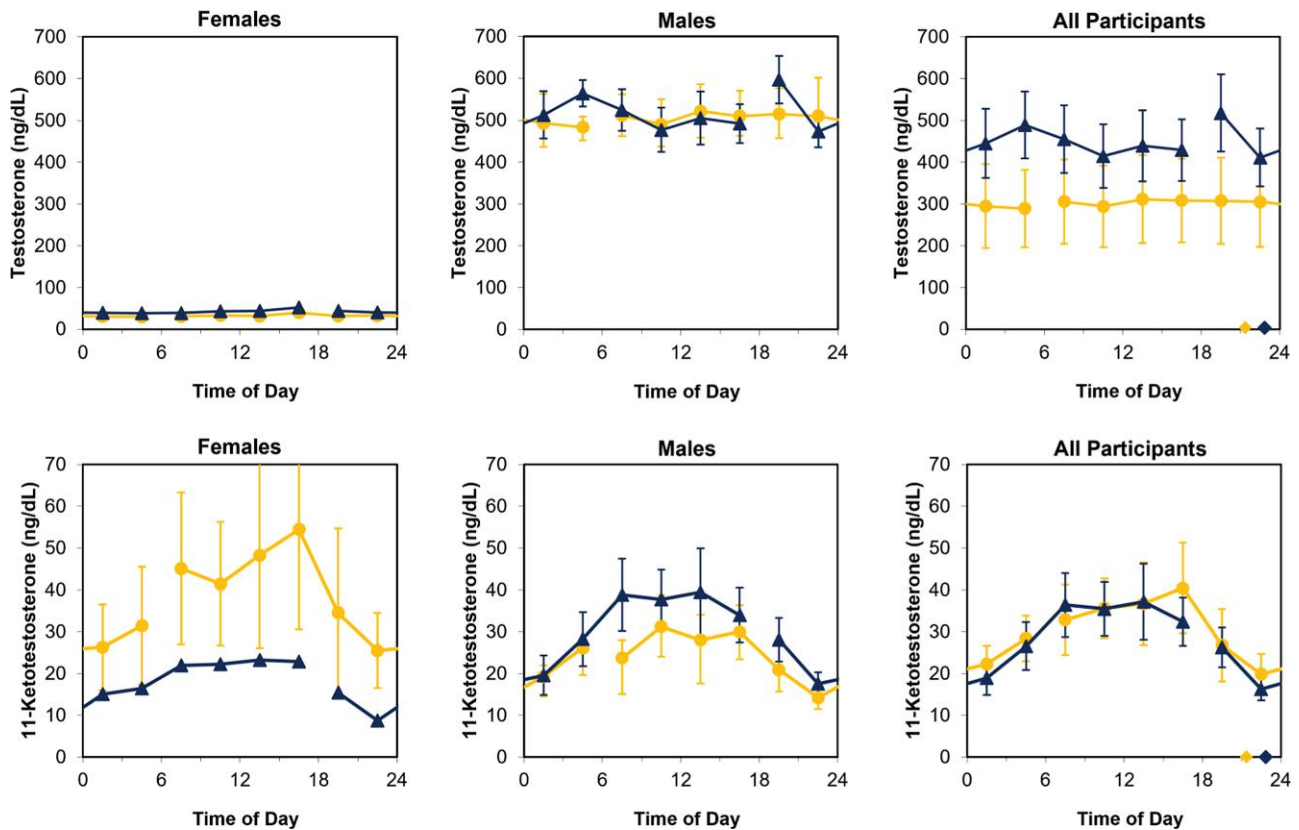 Females
Testosterone (ng/dL)
700
600
500
400
300
200
100
0
0 6 12 18 24
Time of Day
Males
Testosterone (ng/dL)
700
600
500
400
300
200
100
0
0 6 12 18 24
Time of Day
All Participants
Testosterone (ng/dL)
700
600
500
400
300
200
100
0
0 6 12 18 24
Time of Day
Females
11-Ketotestosterone (ng/dL)
70
60
50
40
30
20
10
0
0 6 12 18 24
Time of Day
Males
11-Ketotestosterone (ng/dL)
70
60
50
40
30
20
10
0
0 6 12 18 24
Time of Day
All Participants
11-Ketotestosterone (ng/dL)
70
60
50
40
30
20
10
0
0 6 12 18 24
Time of Day